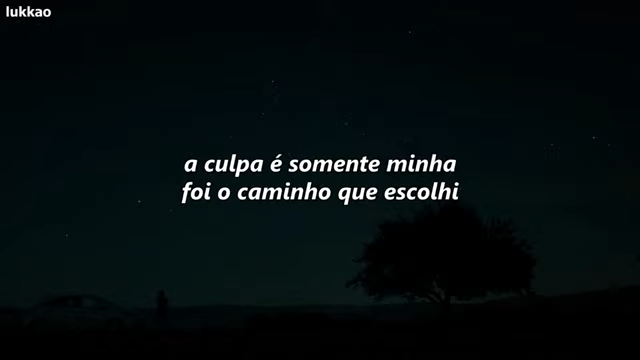 lukkao
a culpa é somente minha
foi o caminho que escolhi